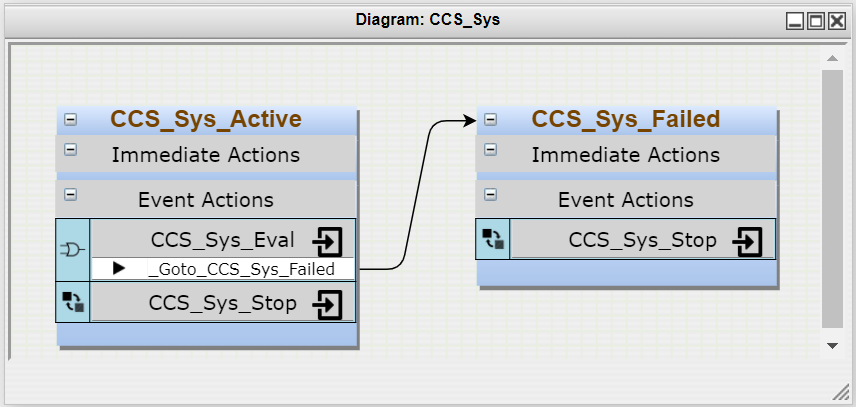 Diagram: CCS_Sys
CCS_Sys_Active
Immediate Actions
Event Actions
CCS_Sys_Eval
_Goto_CCS_Sys_Failed
CCS_Sys_Stop
CCS_Sys_Failed
Immediate Actions
Event Actions
CCS_Sys_Stop